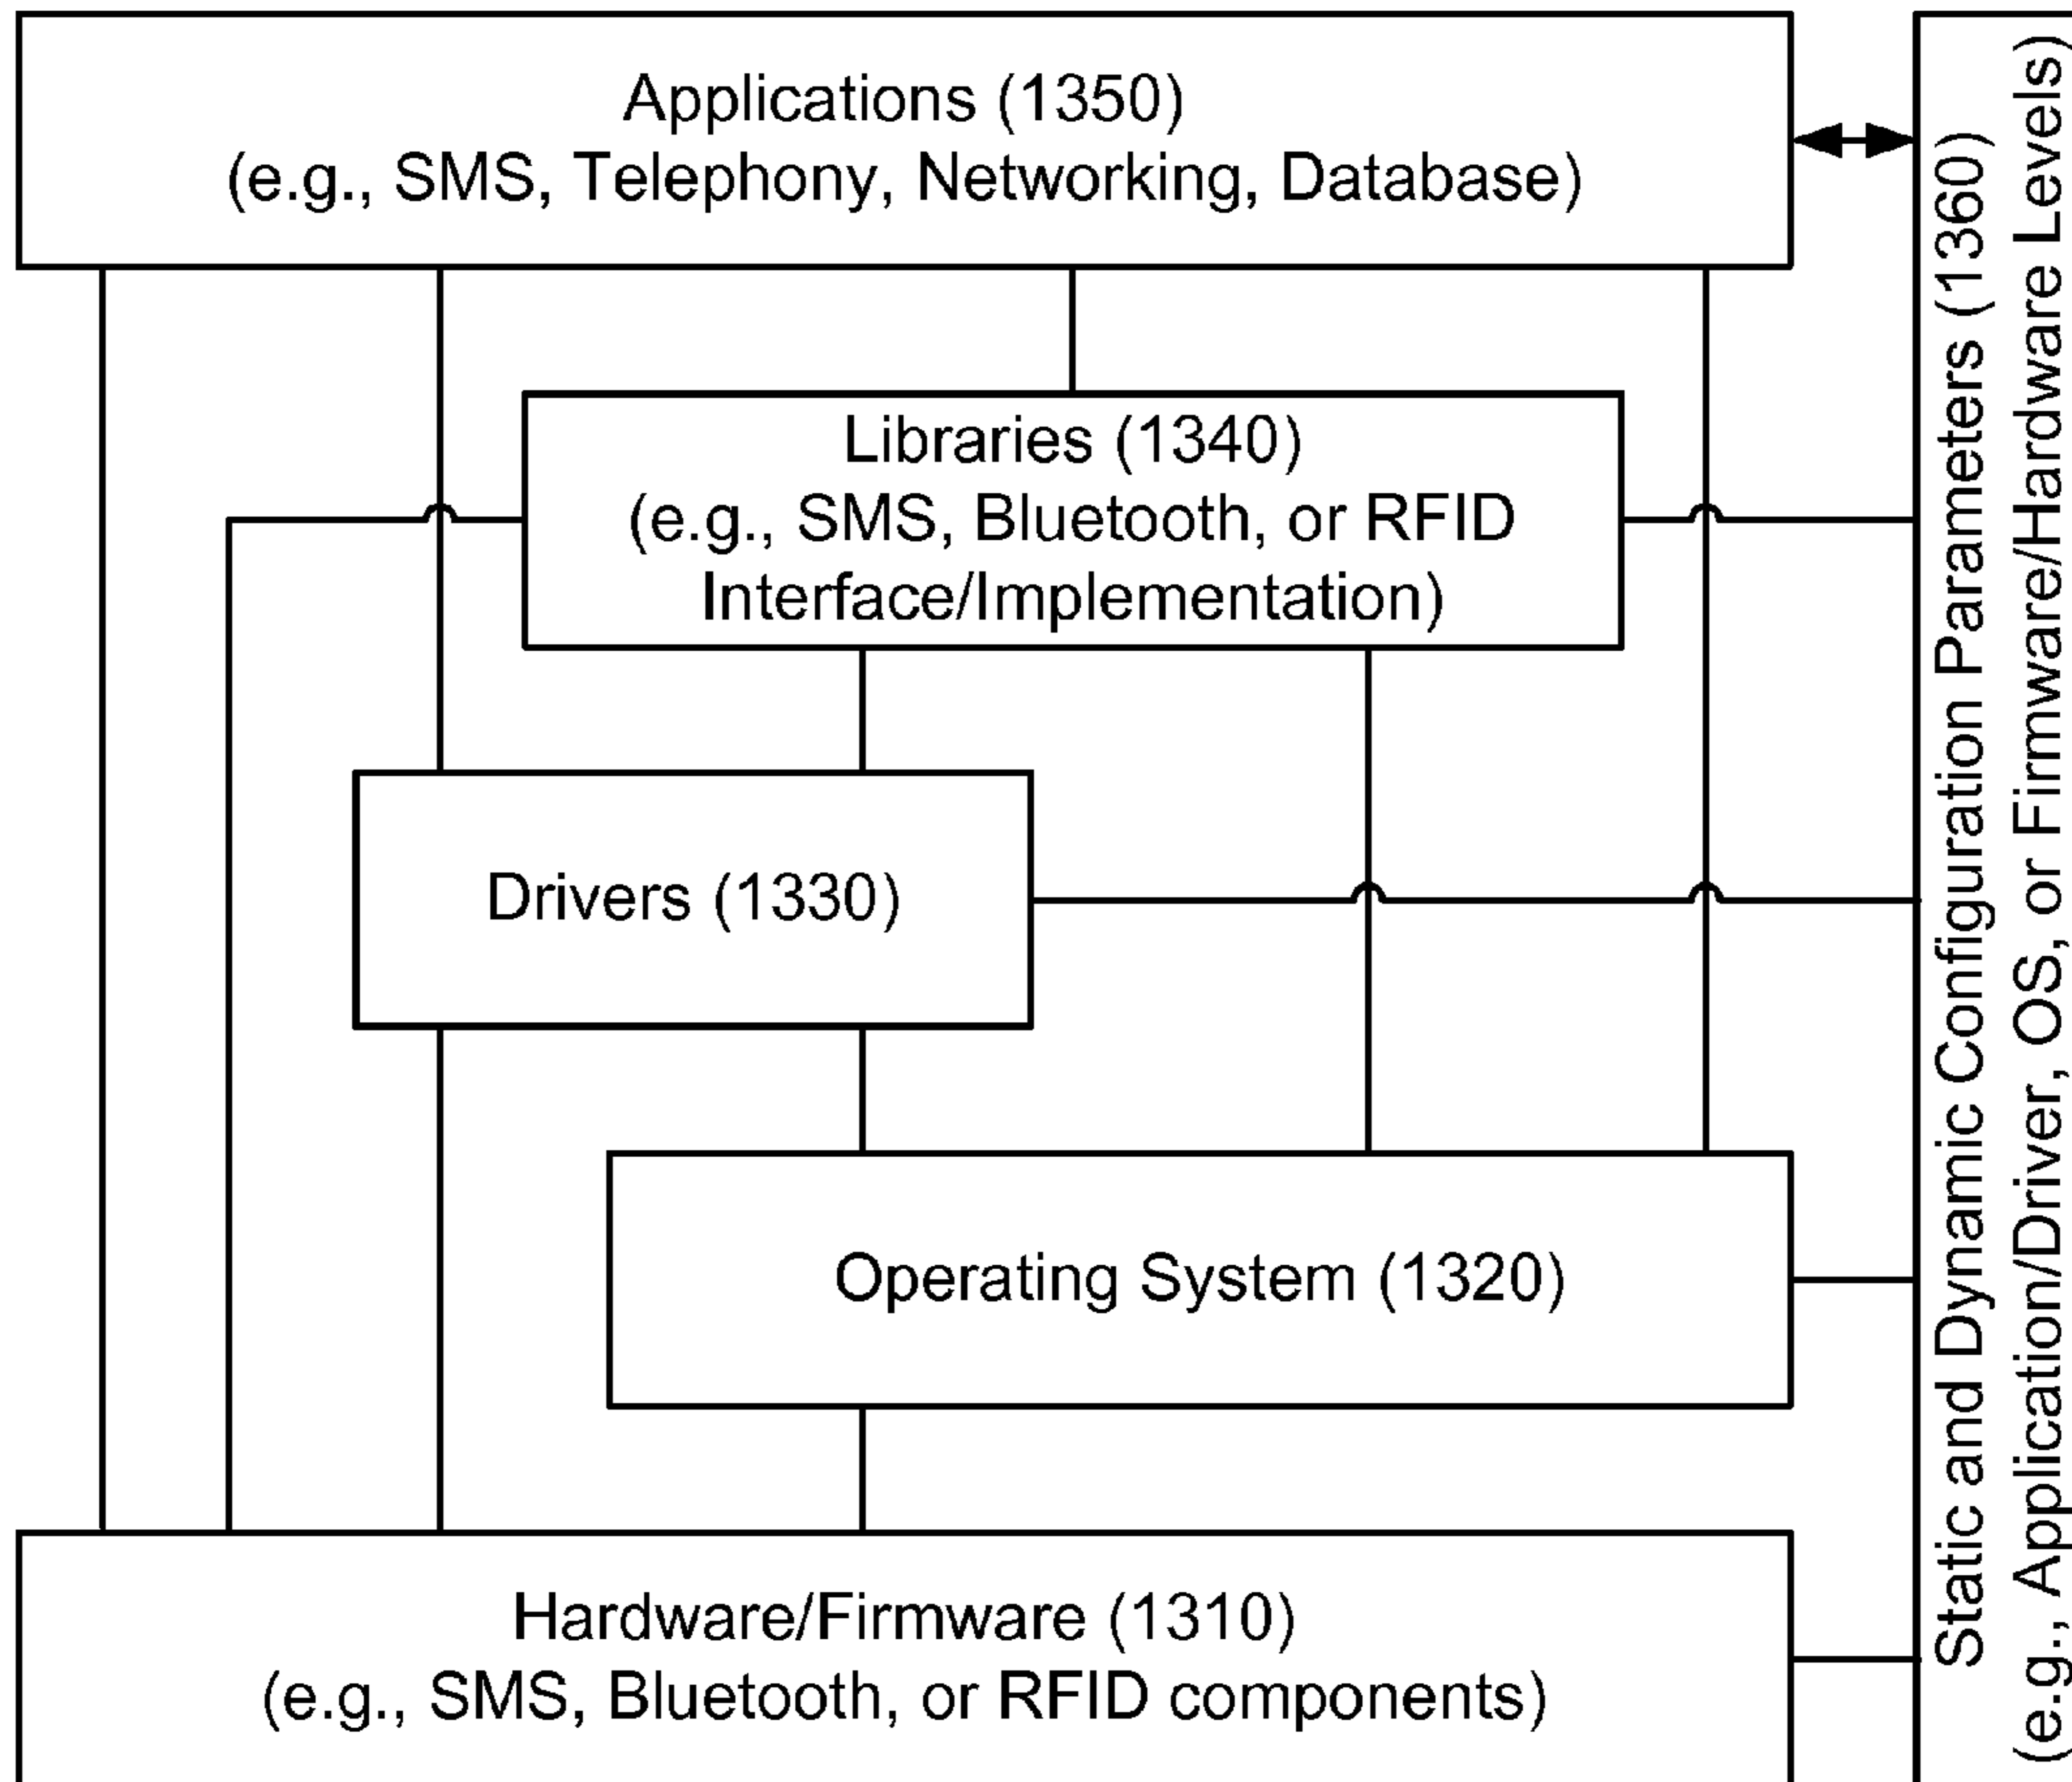 Applications (1350)
(e.g., SMS, Telephony, Networking, Database)
Libraries (1340)
(e.g., SMS, Bluetooth, or RFID
Interface/Implementation)
Drivers (1330)
Operating System (1320)
Hardware/Firmware (1310)
(e.g., SMS, Bluetooth, or RFID components)
Static and Dynamic Configuration Parameters (1360)
(e.g., Application/Driver, OS, or Firmware/Hardware Levels)